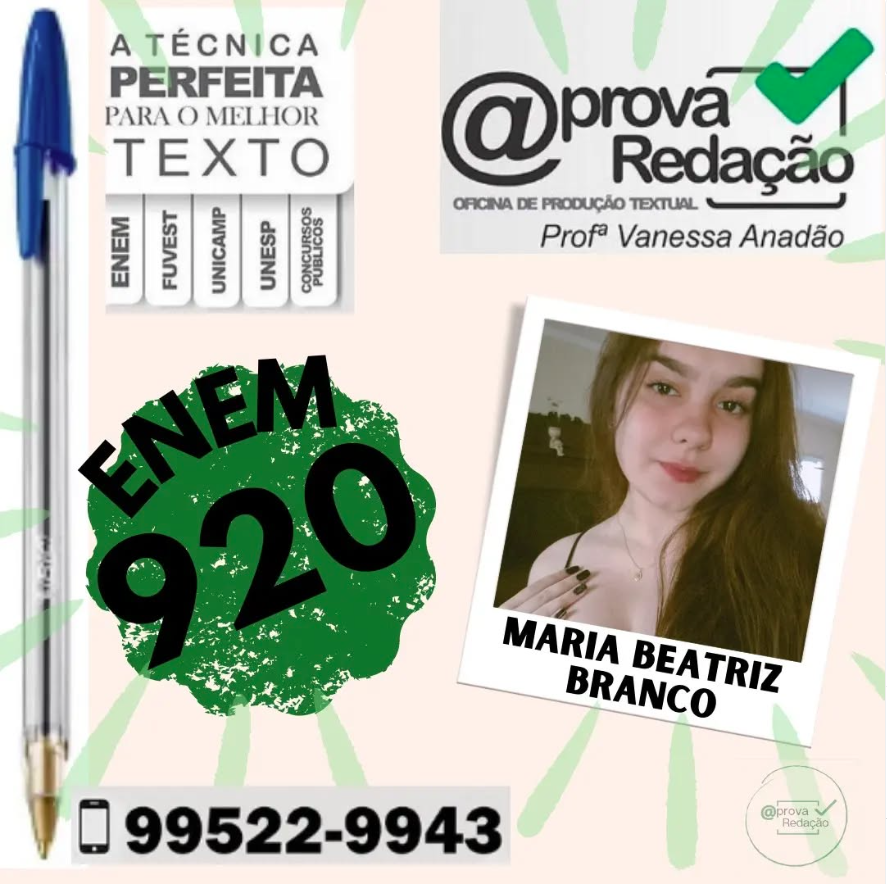 A TÉCNICA
PERFEITA
PARA O MELHOR
TEXTO
ENEM
FUVEST
UNICAMP
UNESP
CONCURSOS
PÚBLICOS
@prova
Redação
OFICINA DE PRODUÇÃO TEXTUAL
Profª Vanessa Anadão
ENEM
920
MARIA BEATRIZ
BRANCO
99522-9943
@prova
Redação